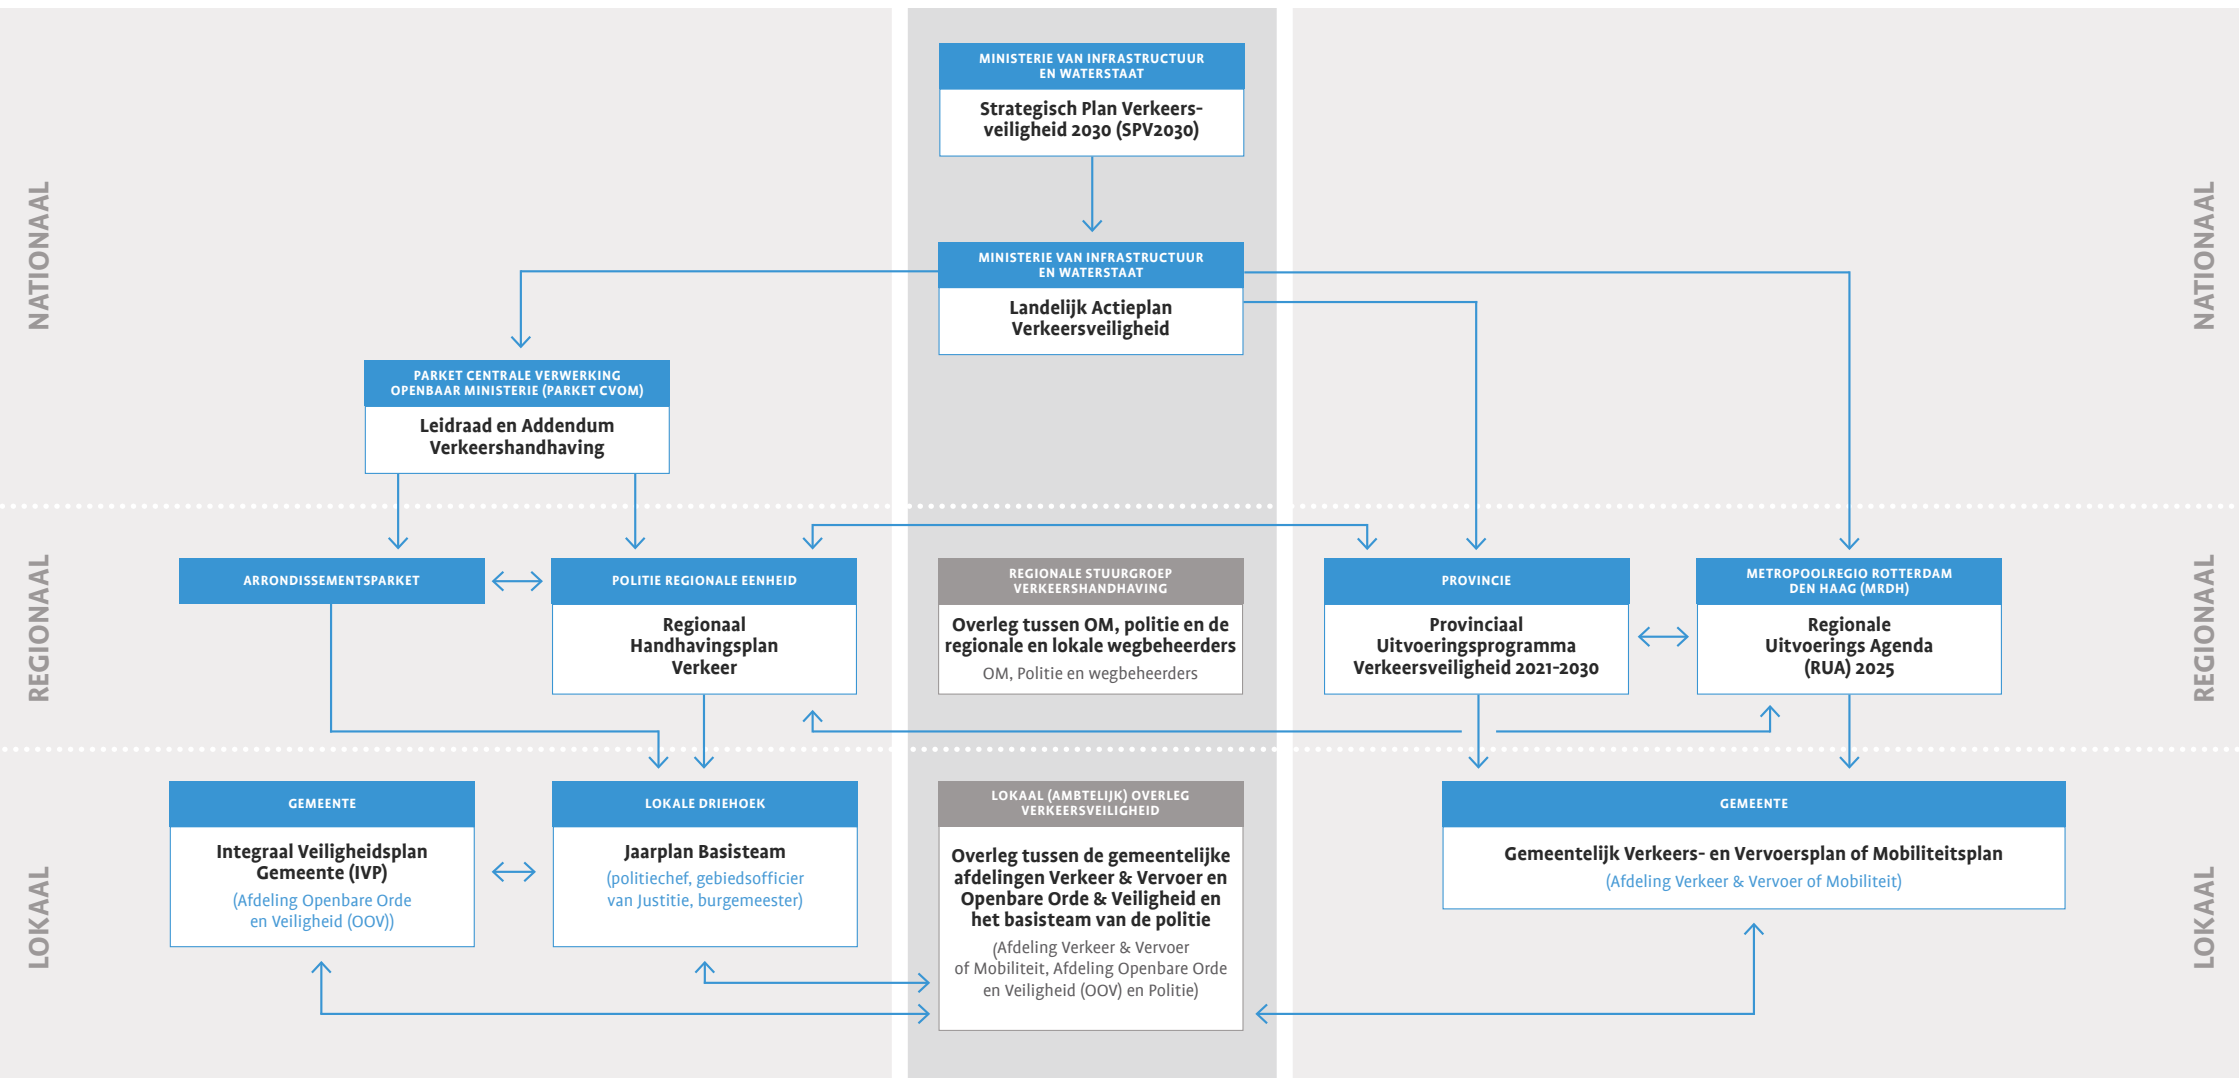 NATIONAAL
NATIONAAL
MINISTERIE VAN INFRASTRUCTUUR
EN WATERSTAAT
Strategisch Plan Verkeers-
veiligheid 2030 (SPV2030)
MINISTERIE VAN INFRASTRUCTUUR
EN WATERSTAAT
Landelijk Actieplan
Verkeersveiligheid
PARKET CENTRALE VERWERKING
OPENBAAR MINISTERIE (PARKET CVOM)
Leidraad en Addendum
Verkeershandhaving
REGIONAAL
REGIONAAL
ARRONDISSEMENTSPARKET
POLITIE REGIONALE EENHEID
Regionaal
Handhavingsplan
Verkeer
REGIONALE STUURGROEP
VERKEERSHANDHAVING
Overleg tussen OM, politie en de
regionale en lokale wegbeheerders
OM, Politie en wegbeheerders
PROVINCIE
Provinciaal
Uitvoeringsprogramma
Verkeersveiligheid 2021-2030
METROPOOLREGIO ROTTERDAM
DEN HAAG (MRDH)
Regionale
Uitvoerings Agenda
(RUA) 2025
LOKAAL
LOKAAL
GEMEENTE
Integraal Veiligheidsplan
Gemeente (IVP)
(Afdeling Openbare Orde
en Veiligheid (OOV))
LOKALE DRIEHOEK
Jaarplan Basisteam
(politiechef, gebiedsofficier
van Justitie, burgemeester)
LOKAAL (AMBTELIJK) OVERLEG
VERKEERSVEILIGHEID
Overleg tussen de gemeentelijke
afdelingen Verkeer & Vervoer en
Openbare Orde & Veiligheid en
het basisteam van de politie
(Afdeling Verkeer & Vervoer
of Mobiliteit, Afdeling Openbare Orde
en Veiligheid (OOV) en Politie)
GEMEENTE
Gemeentelijk Verkeers- en Vervoersplan of Mobiliteitsplan
(Afdeling Verkeer & Vervoer of Mobiliteit)